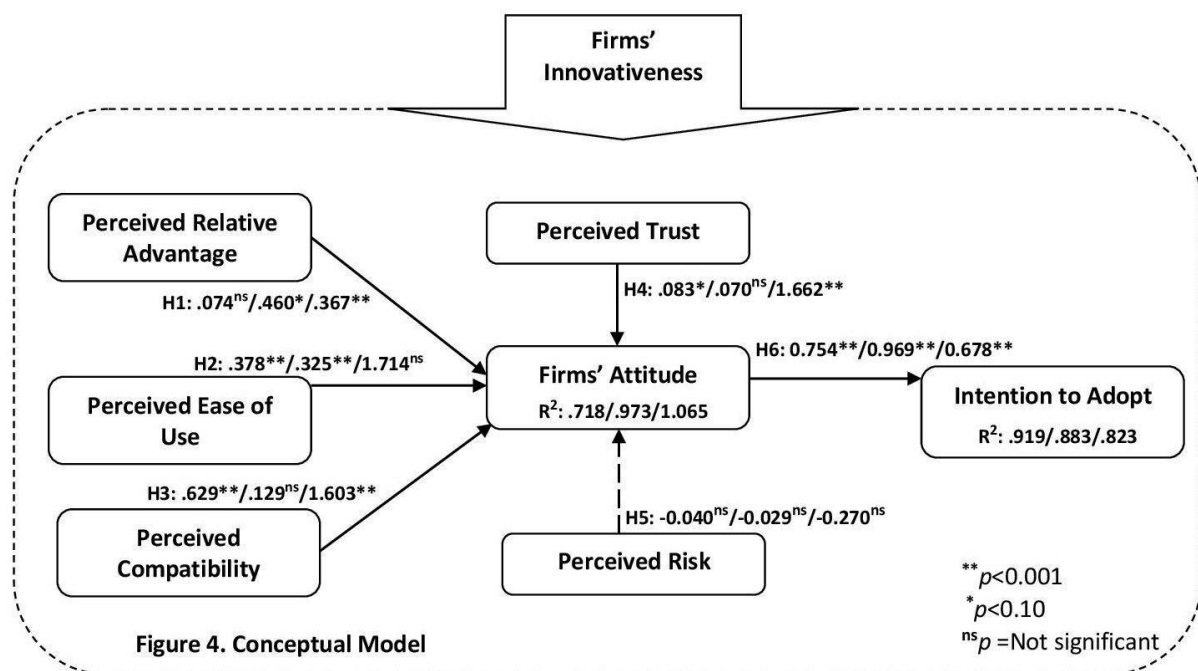 Firms’
Innovativeness
Perceived Relative
Advantage
Perceived Trust
H1: .074ns/.460*/.367**
H4: .083*/.070ns/1.662**
H2: .378**/.325**/1.714ns
H6: 0.754**/0.969**/0.678**
Perceived Ease of
Use
Firms’ Attitude
R2: .718/.973/1.065
Intention to Adopt
R2: .919/.883/.823
H3: .629**/.129ns/1.603**
H5: -0.040ns/-0.029ns/-0.270ns
Perceived
Compatibility
Perceived Risk
**p<0.001
*p<0.10
nsp =Not significant
Figure 4. Conceptual Model